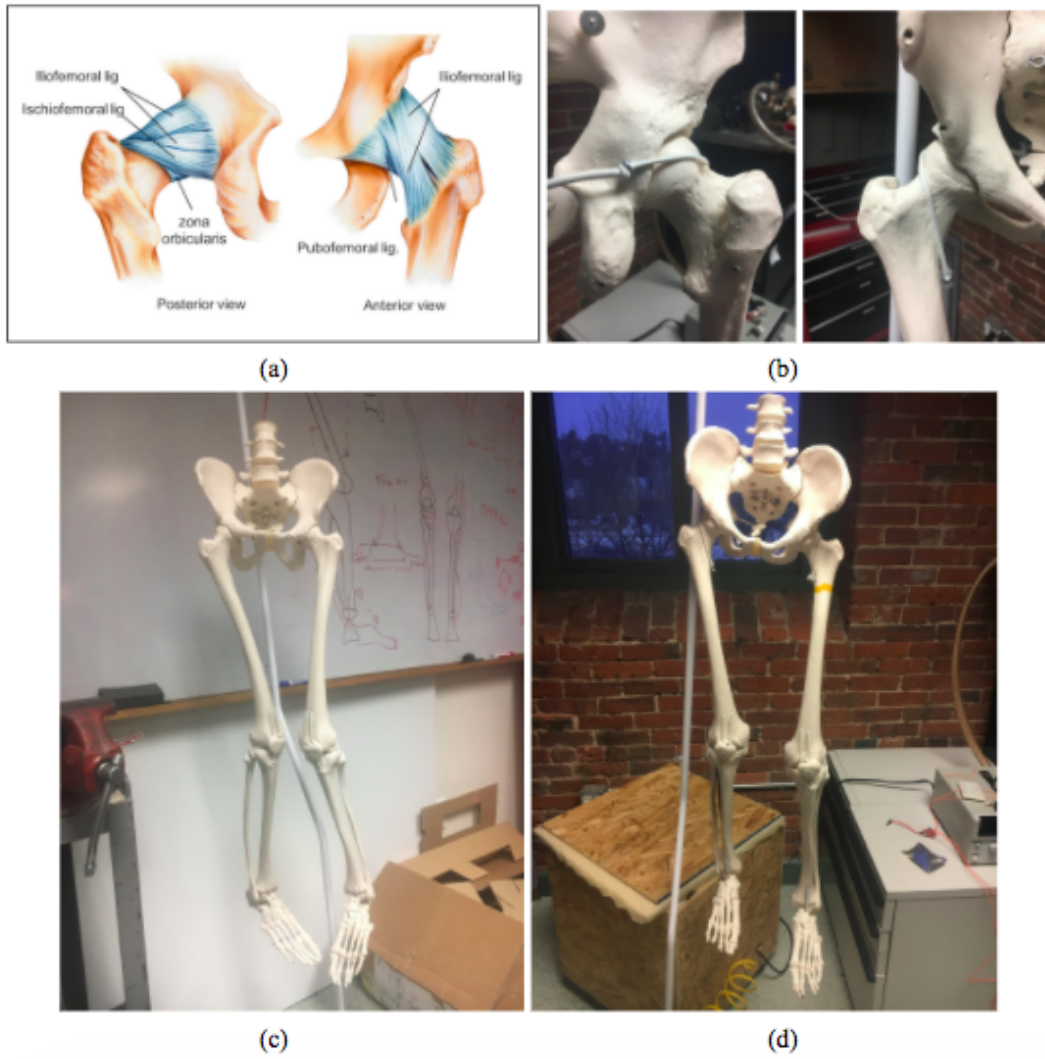 Iliofemoral lig
Ischiofemoral lig
zona
orbicularis
Posterior view
Iliofemoral lig
Pubofemoral lig.
Anterior view
(a)
(b)
(c)
(d)